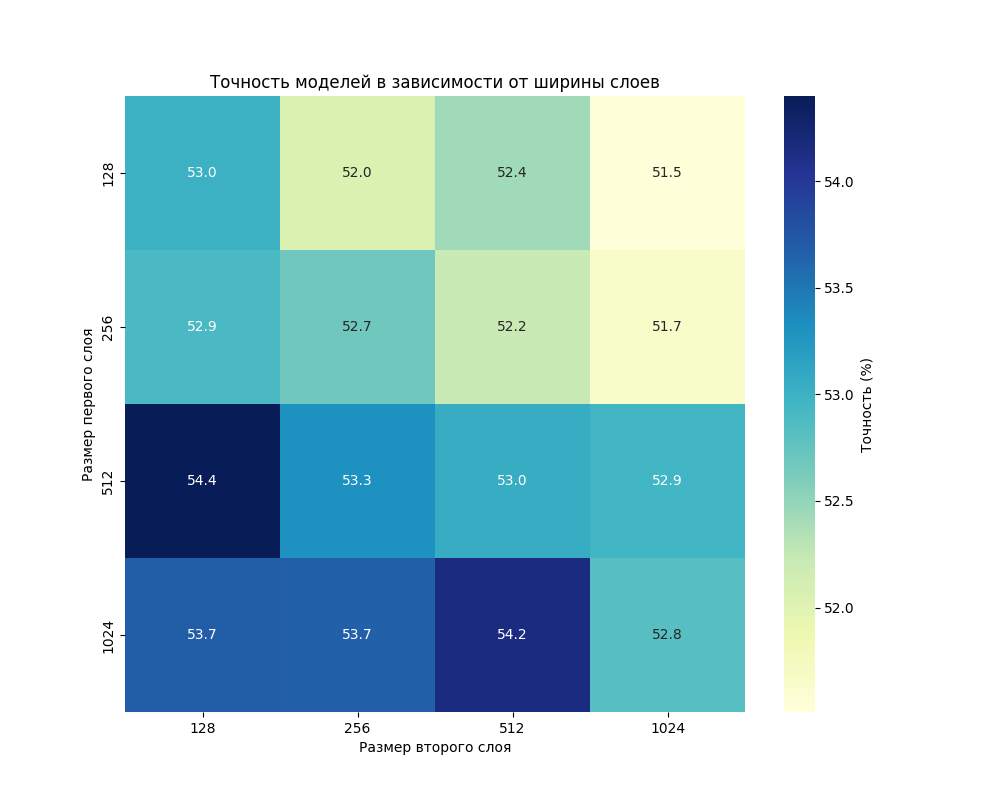 Точность моделей в зависимости от ширины слоев
Размер первого слоя
128
53.0 52.0 52.4 51.5
256
52.9 52.7 52.2 51.7
512
54.4 53.3 53.0 52.9
1024
53.7 53.7 54.2 52.8
128 256 512 1024
Размер второго слоя
54.0
53.5
53.0
52.5
52.0
Точность (%)